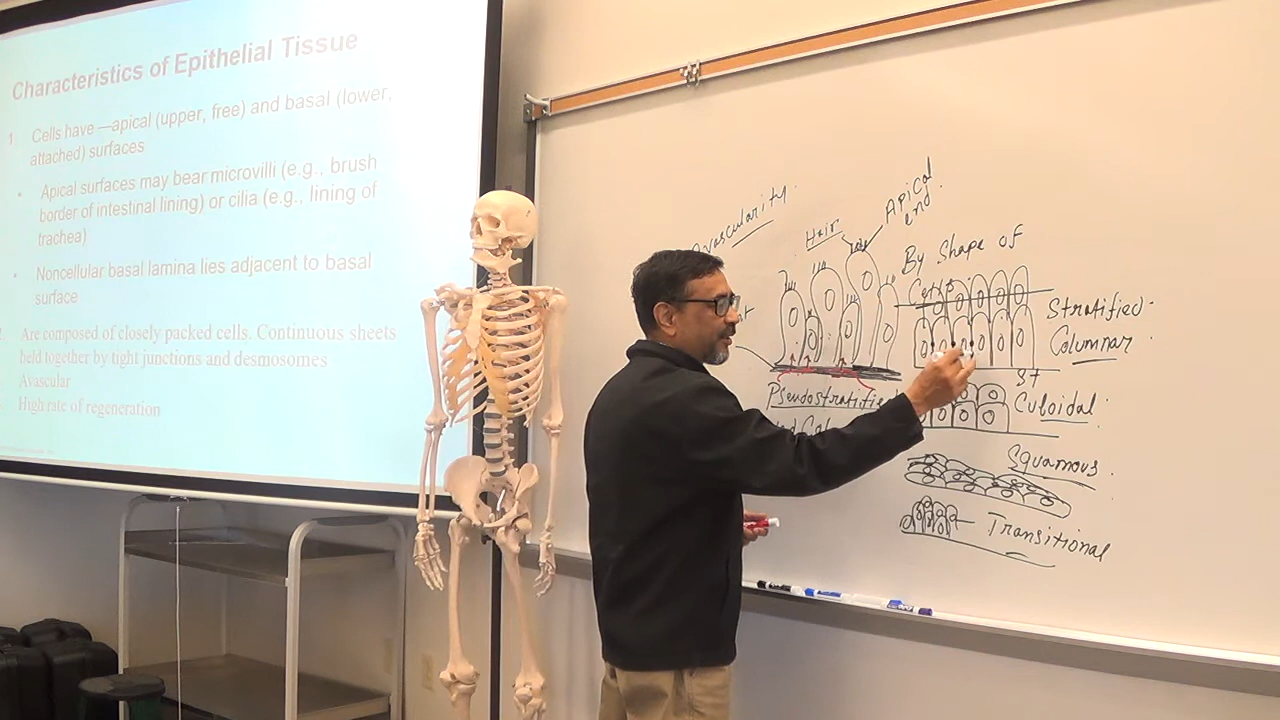 Characteristics of Epithelial Tissue
1. Cells have —apical (upper, free) and basal (lower,
attached) surfaces
• Apical surfaces may bear microvilli (e.g., brush
border of intestinal lining) or cilia (e.g., lining of
trachea)
• Noncellular basal lamina lies adjacent to basal
surface
Are composed of closely packed cells. Continuous sheets
held together by tight junctions and desmosomes
Avascular
High rate of regeneration
avascularity
Hair
Apical
end
Pseudostratified
By Shape of
Cells
Stratified
Columnar
St
Cuboidal
Squamous
Transitional